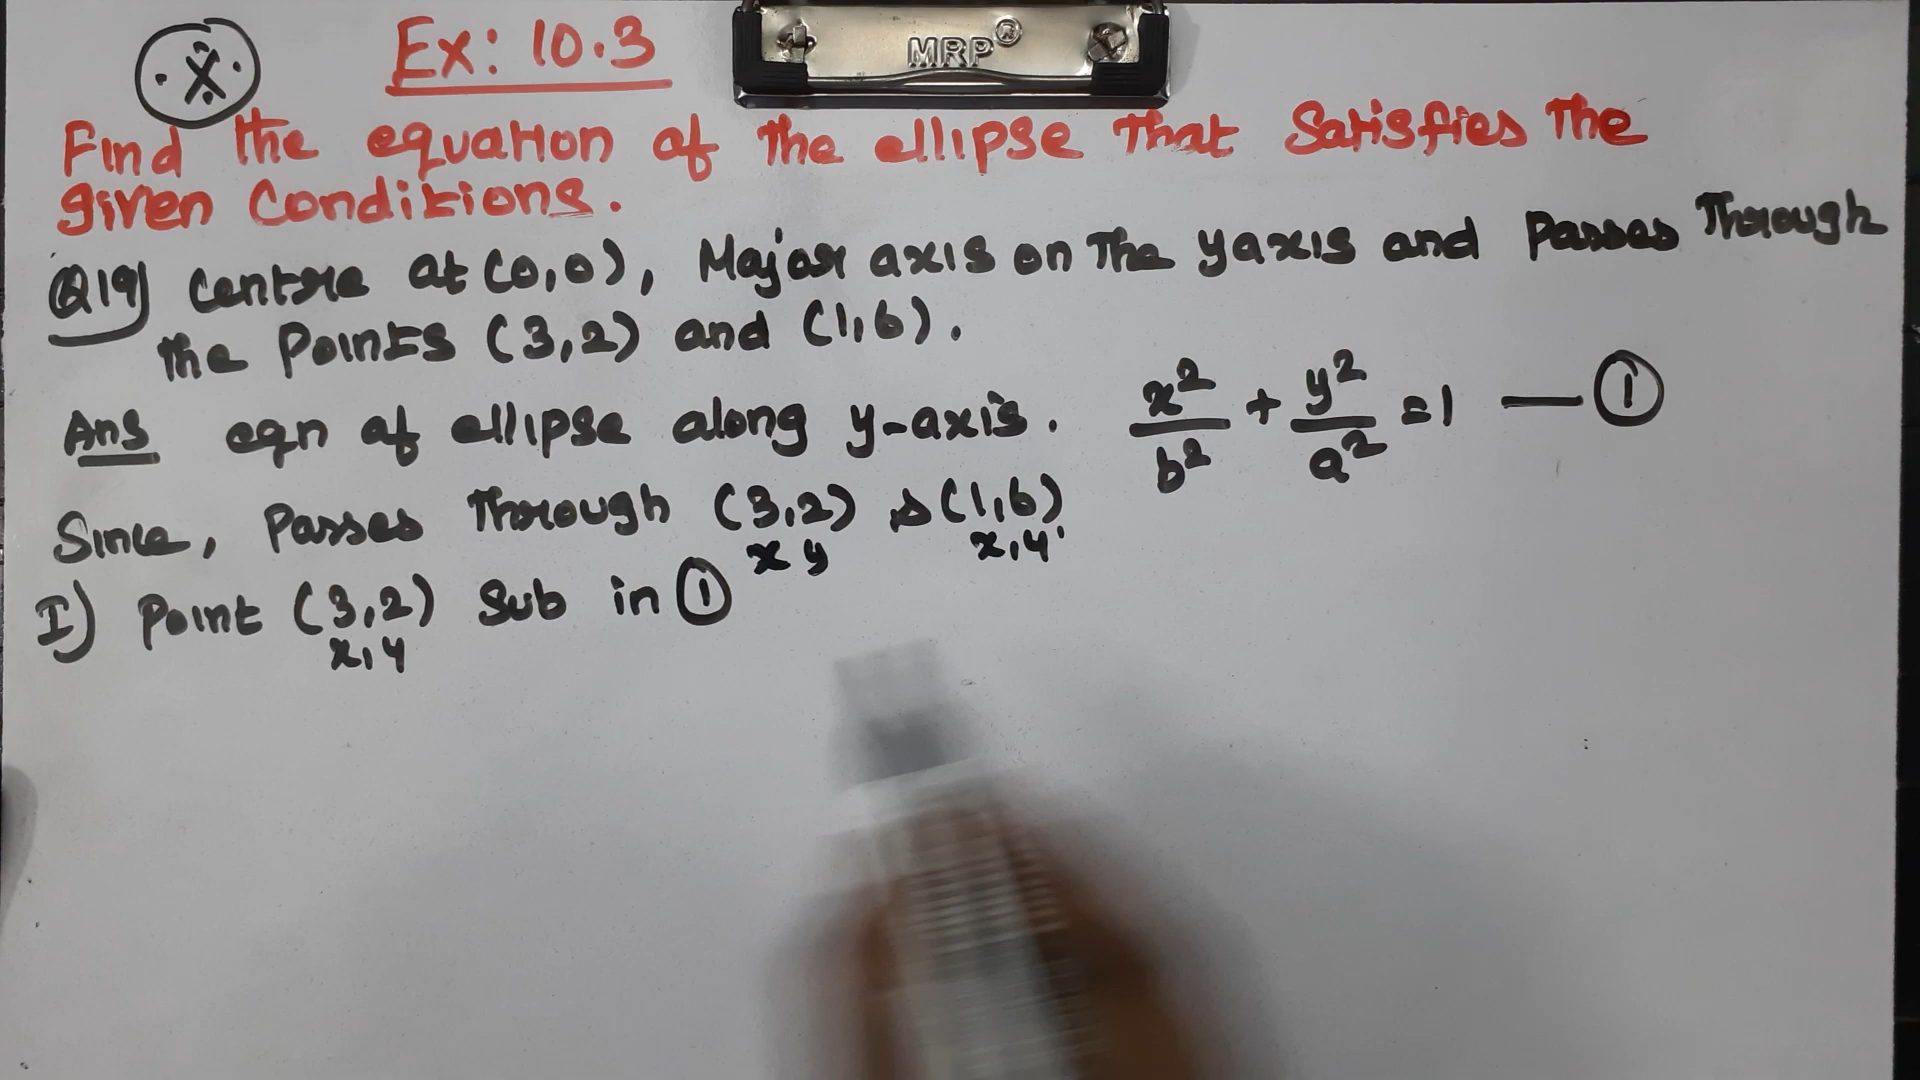 .X.
Ex: 10.3
MRP®
Find the equation of the ellipse that satisfies the
given conditions.
Q19) centre at (0,0), Major axis on the y axis and passes through
the points (3,2) and (1,6).
Ans eqn of ellipse along y-axis. x²/b² + y²/a² = 1 — ①
Since, passes through (3,2) & (1,6)
x y x,y
I) Point (3,2) sub in ①
x,y